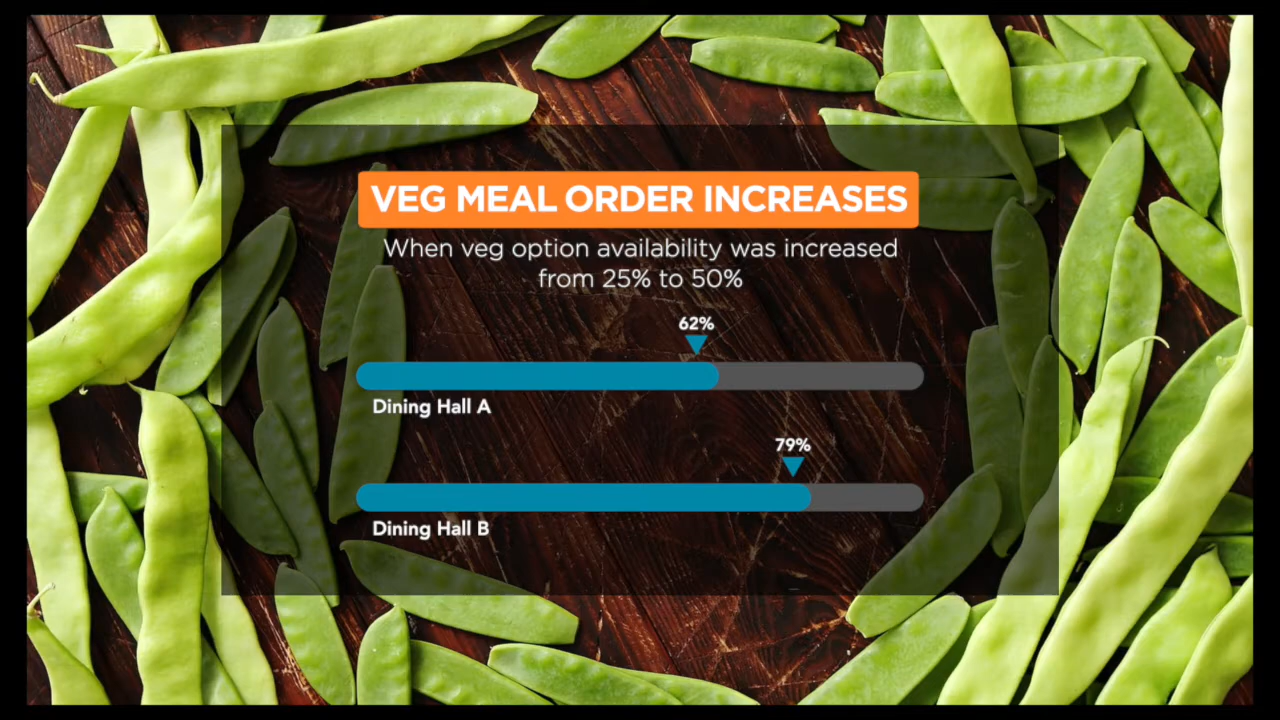 VEG MEAL ORDER INCREASES
When veg option availability was increased
from 25% to 50%
62%
Dining Hall A
79%
Dining Hall B